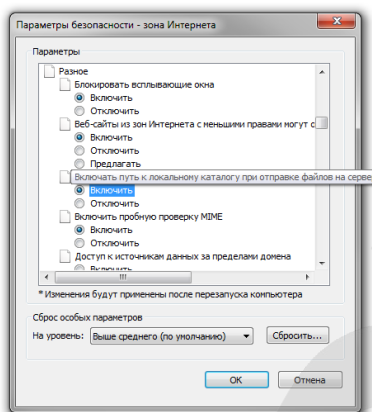 Параметры безопасности - зона Интернета
Параметры
Разное
Блокировать всплывающие окна
Включить
Отключить
Веб-сайты из зон Интернета с меньшими правами могут с
Включить
Отключить
Предлагать
Включать путь к локальному каталогу при отправке файлов на серве
Включить
Отключить
Включить пробную проверку MIME
Включить
Отключить
Доступ к источникам данных за пределами домена
Включить
* Изменения будут применены после перезапуска компьютера
Сброс особых параметров
На уровень: Выше среднего (по умолчанию) Сбросить...
ОК Отмена